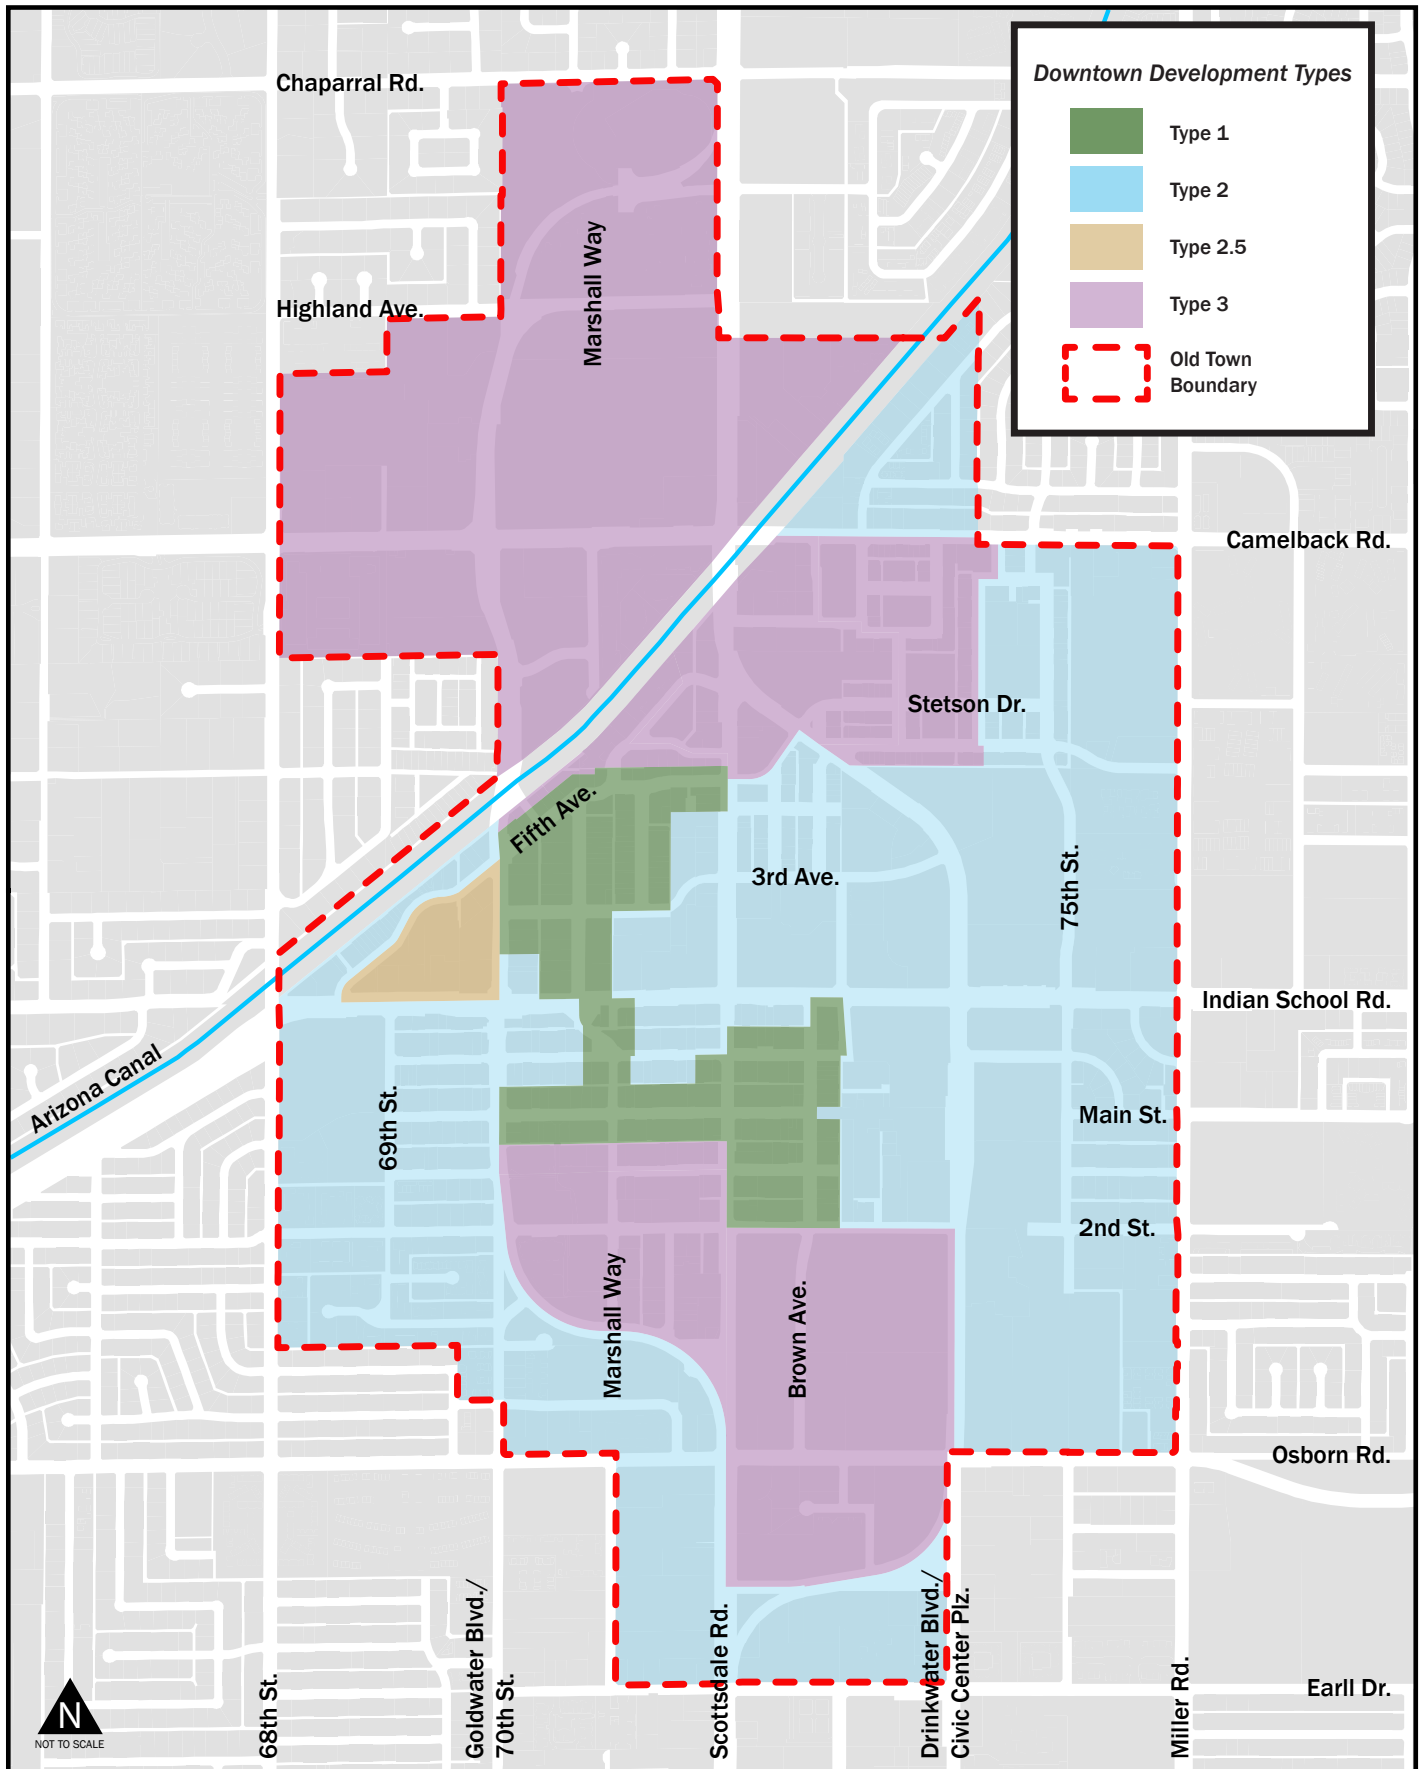 Downtown Development Types
Type 1
Type 2
Type 2.5
Type 3
Old Town
Boundary
Chaparral Rd.
Marshall Way
Highland Ave.
Camelback Rd.
Stetson Dr.
Fifth Ave.
3rd Ave.
75th St.
Indian School Rd.
Arizona Canal
69th St.
Main St.
2nd St.
Marshall Way
Brown Ave.
Osborn Rd.
68th St.
Goldwater Blvd./
70th St.
Scottsdale Rd.
Drinkwater Blvd./
Civic Center Plz.
Miller Rd.
Earll Dr.
N
NOT TO SCALE